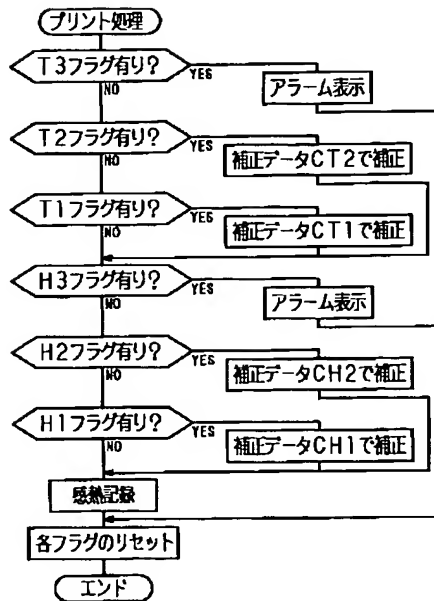 プリント処理
T3フラグ有り?
YES
NO
アラーム表示
T2フラグ有り?
YES
NO
補正データCT2で補正
T1フラグ有り?
YES
NO
補正データCT1で補正
H3フラグ有り?
YES
NO
アラーム表示
H2フラグ有り?
YES
NO
補正データCH2で補正
H1フラグ有り?
YES
NO
補正データCH1で補正
感熱記録
各フラグのリセット
エンド